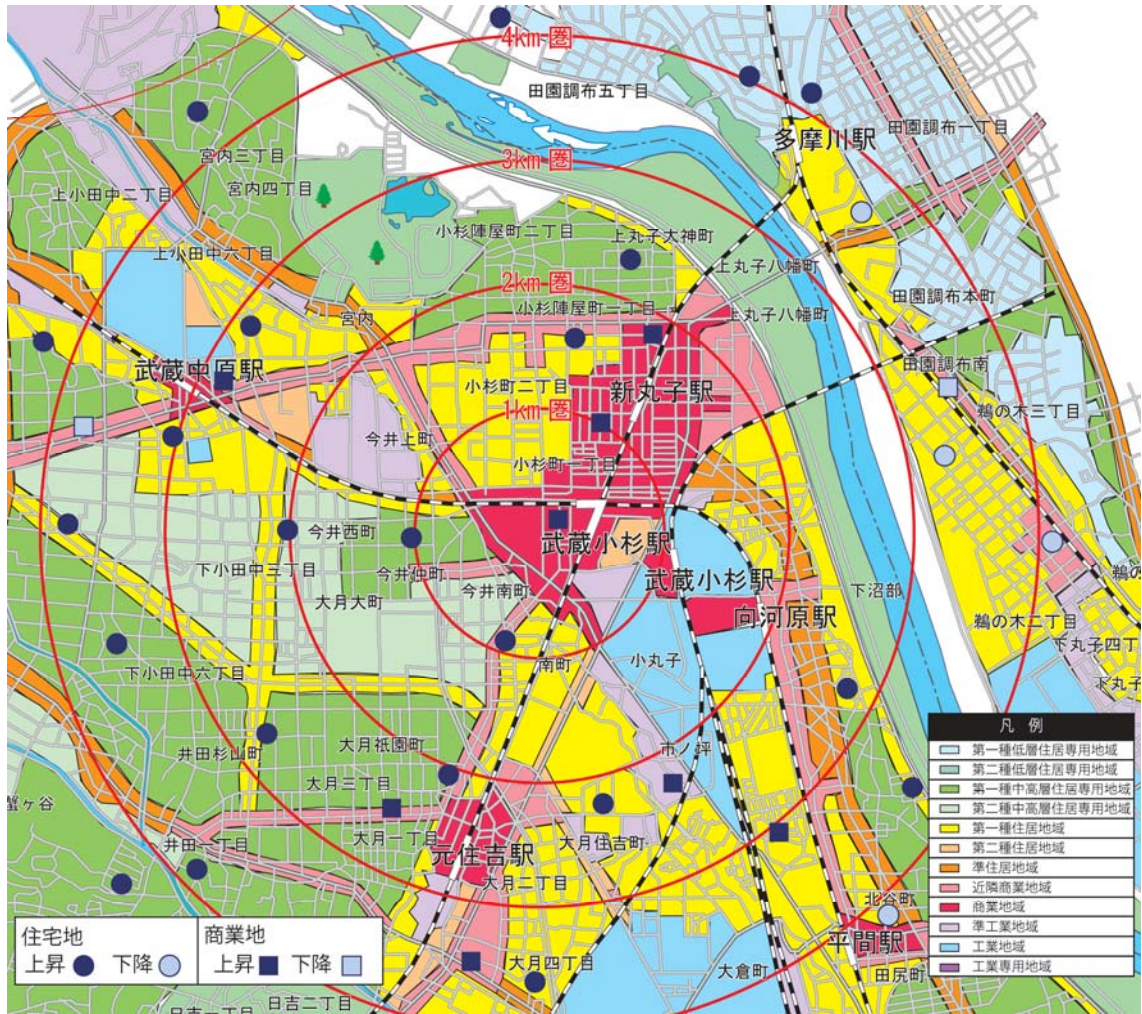 4km 圏
田園調布五丁目
田園調布一丁目
多摩川駅
宮内三丁目
3km 圏
上小田中二丁目
宮内四丁目
小杉陣屋町二丁目
上丸子大神町
上小田中六丁目
上丸子八幡町
田園調布本町
2km 圏
宮内
小杉陣屋町一丁目
上丸子八幡町
武蔵中原駅
小杉町二丁目
新丸子駅
田園調布南
1km 圏
鵜の木三丁目
今井上町
小杉町一丁目
今井西町
武蔵小杉駅
下小田中三丁目
今井仲町
武蔵小杉駅
鵜の
大月大町
今井南町
下沼部
向河原駅
鵜の木二丁目
下丸子四丁
南町
小丸子
下小田中六丁目
下丸子
井田杉山町
大月祗園町
市ノ坪
大月三丁目
蟹ヶ谷
大月一丁目
井田一丁目
元住吉駅
大月住吉町
大月二丁目
北谷町
平間駅
大月四丁目
大倉町
田尻町
日吉二丁目
日吉一丁目
凡 例
第一種低層住居専用地域
第二種低層住居専用地域
第一種中高層住居専用地域
第二種中高層住居専用地域
第一種住居地域
第二種住居地域
準住居地域
近隣商業地域
商業地域
準工業地域
工業地域
工業専用地域
住宅地
上昇 下降
商業地
上昇 下降